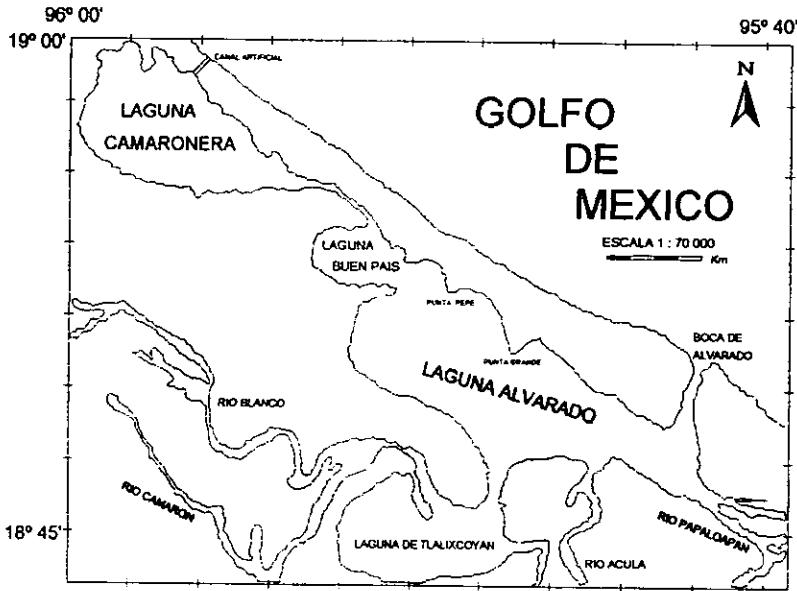 96° 00'
95° 40'
19° 00'
CANAL ARTIFICIAL
N
LAGUNA
CAMARONERA
GOLFO
DE
MEXICO
ESCALA 1 : 70 000
Km
LAGUNA
BUEN PAIS
PUNTA PEPE
BOCA DE
ALVARADO
PUNTA GRANDE
LAGUNA ALVARADO
RIO BLANCO
RIO CAMARON
RIO PAPALOAPAN
18° 45'
LAGUNA DE TLALIXCOYAN
RIO ACULA